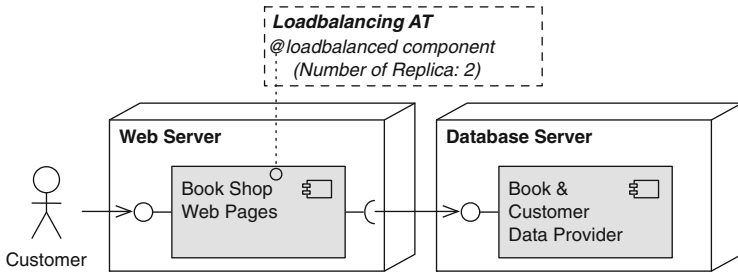 Loadbalancing AT
@loadbalanced component
(Number of Replica: 2)
Web Server
Database Server
Book Shop
Web Pages
Book &
Customer
Data Provider
Customer